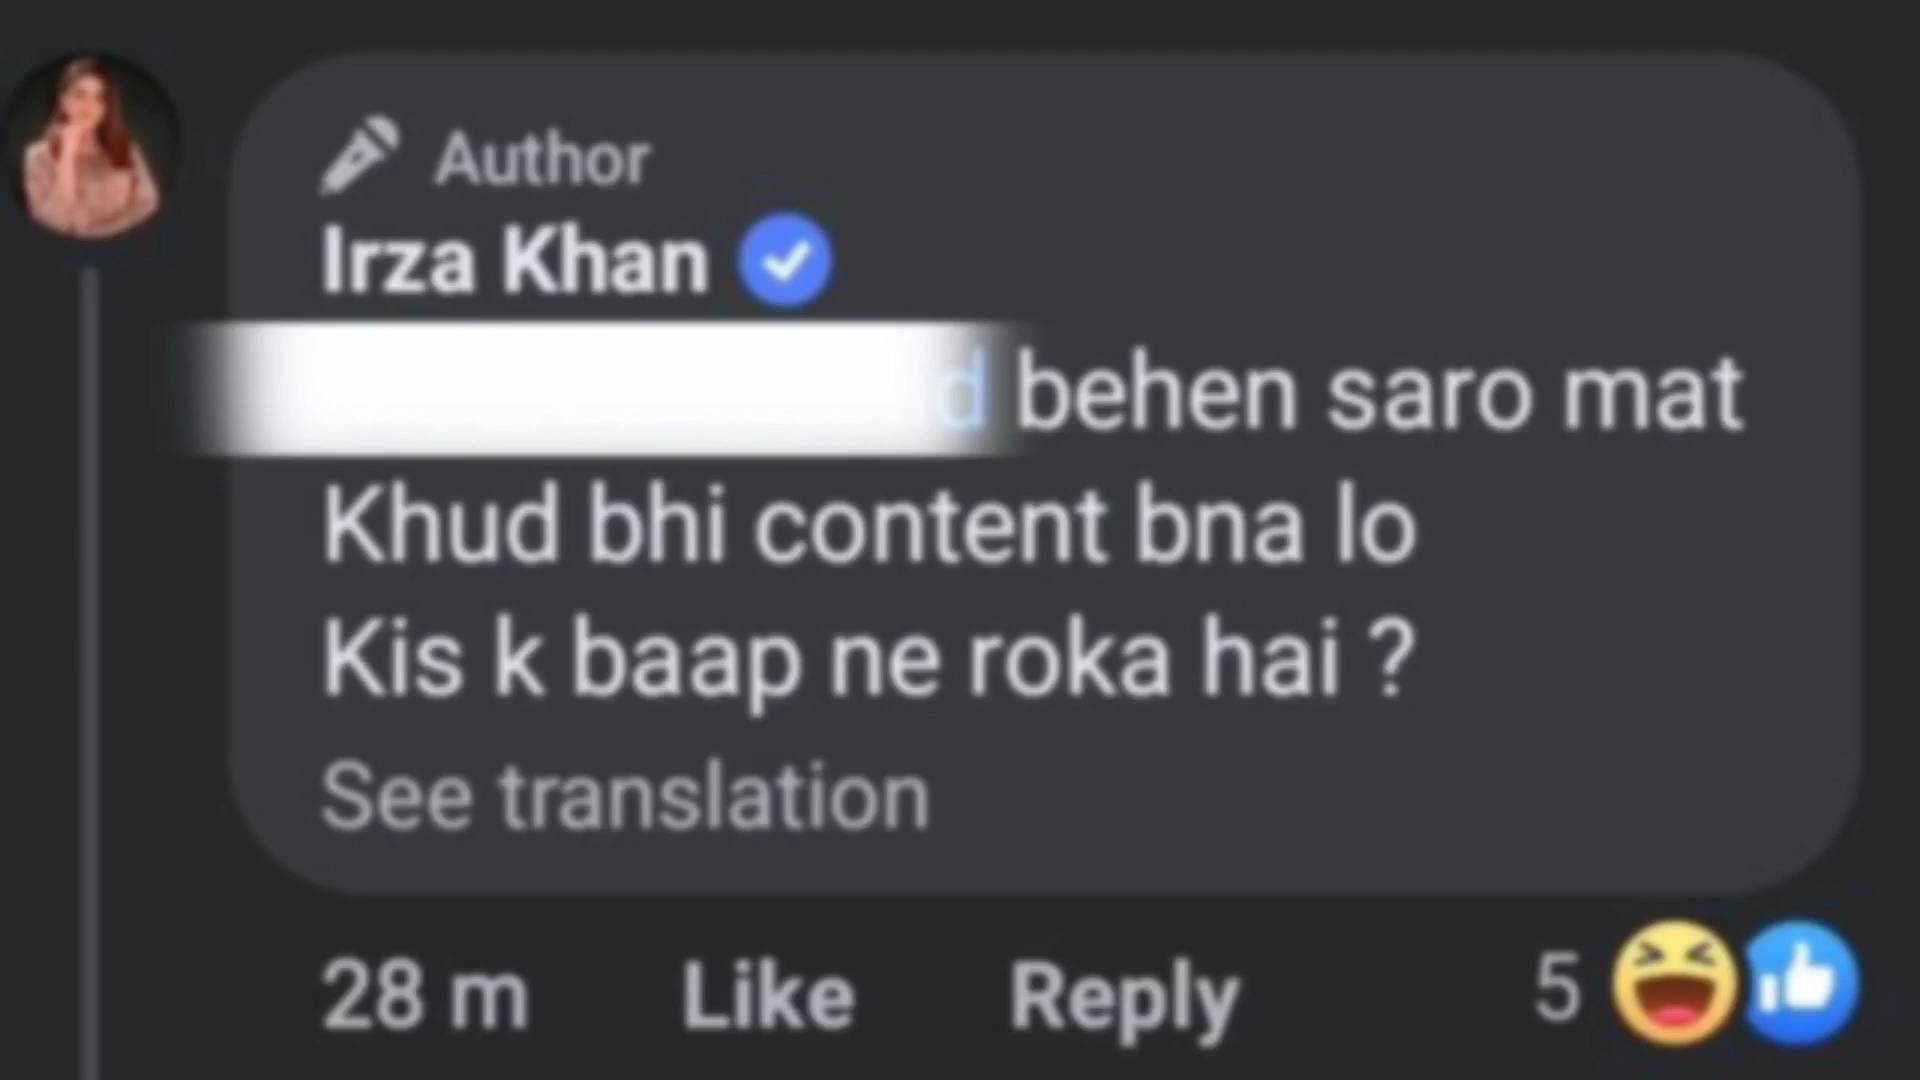 Author
Irza Khan
behen saro mat
Khud bhi content bna lo
Kis k baap ne roka hai ?
See translation
28 m Like Reply 5